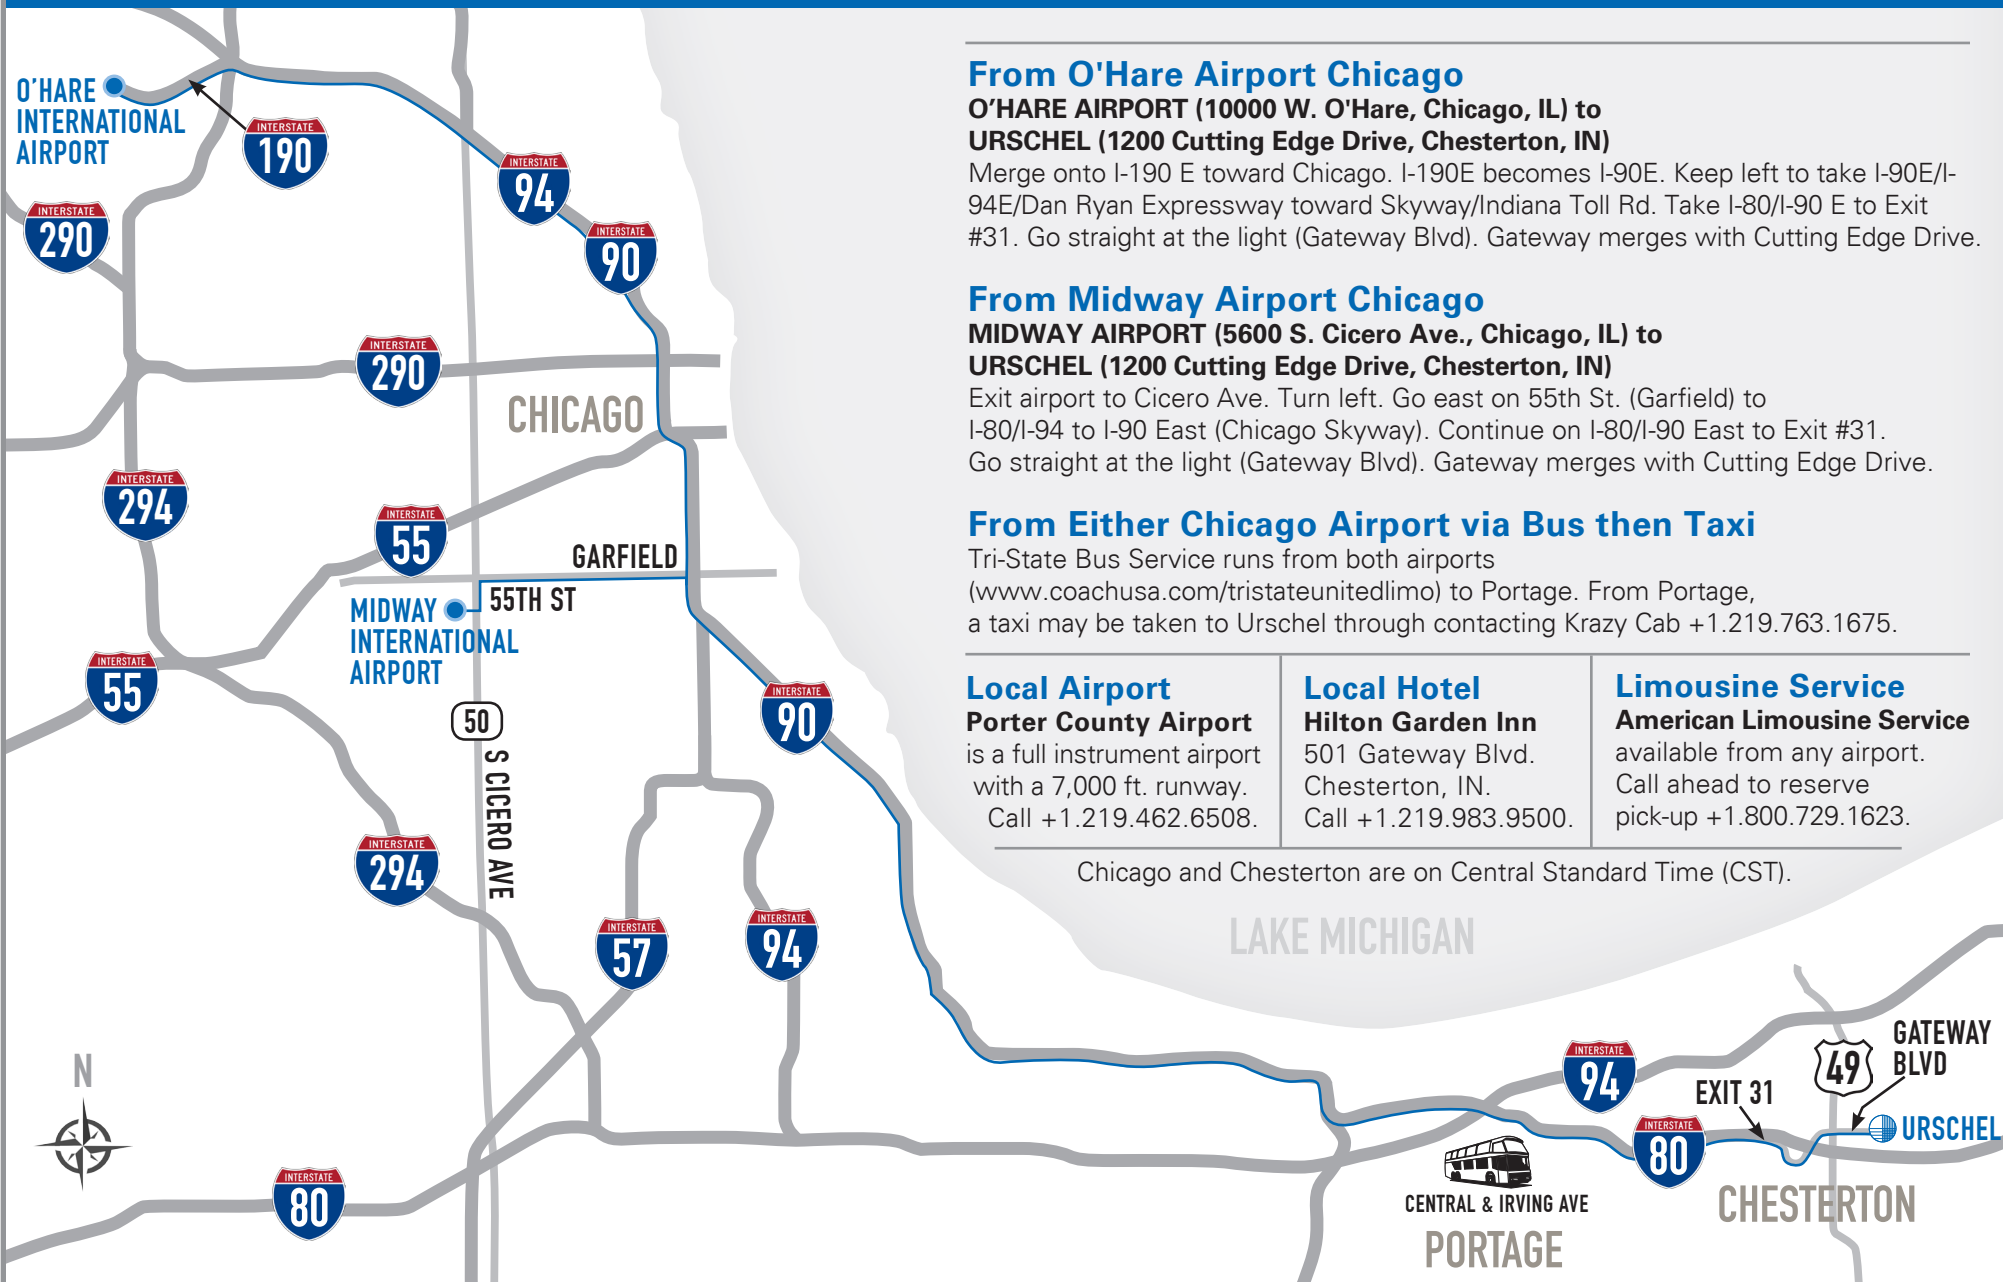 O'HARE
INTERNATIONAL
AIRPORT
INTERSTATE
190
INTERSTATE
94
INTERSTATE
290
INTERSTATE
90
INTERSTATE
290
CHICAGO
INTERSTATE
294
INTERSTATE
55
GARFIELD
55TH ST
MIDWAY
INTERNATIONAL
AIRPORT
INTERSTATE
55
50
S CICERO AVE
INTERSTATE
90
INTERSTATE
294
INTERSTATE
57
INTERSTATE
94
N
INTERSTATE
80
From O'Hare Airport Chicago
O'HARE AIRPORT (10000 W. O'Hare, Chicago, IL) to
URSCHEL (1200 Cutting Edge Drive, Chesterton, IN)
Merge onto I-190 E toward Chicago. I-190E becomes I-90E. Keep left to take I-90E/I-
94E/Dan Ryan Expressway toward Skyway/Indiana Toll Rd. Take I-80/I-90 E to Exit
#31. Go straight at the light (Gateway Blvd). Gateway merges with Cutting Edge Drive.
From Midway Airport Chicago
MIDWAY AIRPORT (5600 S. Cicero Ave., Chicago, IL) to
URSCHEL (1200 Cutting Edge Drive, Chesterton, IN)
Exit airport to Cicero Ave. Turn left. Go east on 55th St. (Garfield) to
I-80/I-94 to I-90 East (Chicago Skyway). Continue on I-80/I-90 East to Exit #31.
Go straight at the light (Gateway Blvd). Gateway merges with Cutting Edge Drive.
From Either Chicago Airport via Bus then Taxi
Tri-State Bus Service runs from both airports
(www.coachusa.com/tristateunitedlimo) to Portage. From Portage,
a taxi may be taken to Urschel through contacting Krazy Cab +1.219.763.1675.
Local Airport
Porter County Airport
is a full instrument airport
with a 7,000 ft. runway.
Call +1.219.462.6508.
Local Hotel
Hilton Garden Inn
501 Gateway Blvd.
Chesterton, IN.
Call +1.219.983.9500.
Limousine Service
American Limousine Service
available from any airport.
Call ahead to reserve
pick-up +1.800.729.1623.
Chicago and Chesterton are on Central Standard Time (CST).
LAKE MICHIGAN
INTERSTATE
94
49
GATEWAY
BLVD
EXIT 31
INTERSTATE
80
URSCHEL
CENTRAL & IRVING AVE
PORTAGE
CHESTERTON